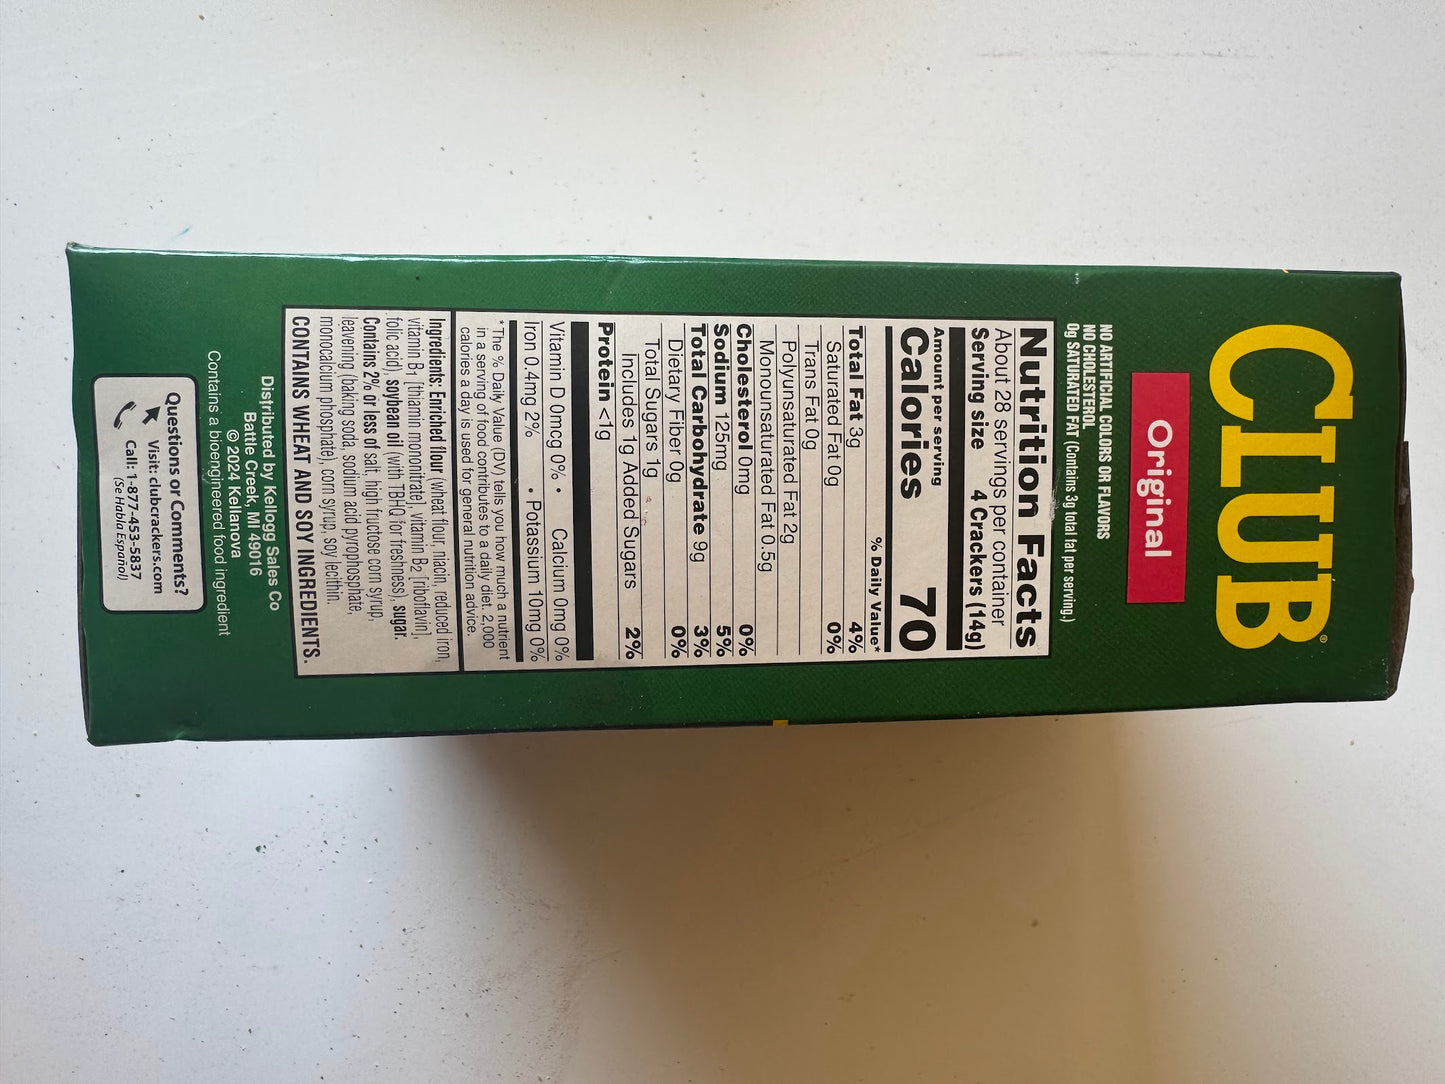 CLUB®
Original
NO ARTIFICIAL COLORS OR FLAVORS
NO CHOLESTEROL
0g SATURATED FAT (Contains 3g total fat per serving.)
Nutrition Facts
About 28 servings per container
Serving size 4 Crackers (14g)
Amount per serving
Calories 70
% Daily Value*
Total Fat 3g 4%
Saturated Fat 0g 0%
Trans Fat 0g
Polyunsaturated Fat 2g
Monounsaturated Fat 0.5g
Cholesterol 0mg 0%
Sodium 125mg 5%
Total Carbohydrate 9g 3%
Dietary Fiber 0g 0%
Total Sugars 1g
Includes 1g Added Sugars 2%
Protein <1g
Vitamin D 0mcg 0% • Calcium 0mg 0%
Iron 0.4mg 2% • Potassium 10mg 0%
*The % Daily Value (DV) tells you how much a nutrient
in a serving of food contributes to a daily diet. 2,000
calories a day is used for general nutrition advice.
Ingredients: Enriched flour (wheat flour, niacin, reduced iron,
vitamin B1 [thiamin mononitrate], vitamin B2 [riboflavin],
folic acid), soybean oil (with TBHQ for freshness), sugar.
Contains 2% or less of salt, high fructose corn syrup,
leavening (baking soda, sodium acid pyrophosphate,
monocalcium phosphate), corn syrup, soy lecithin.
CONTAINS WHEAT AND SOY INGREDIENTS.
Distributed by Kellogg Sales Co
Battle Creek, MI 49016
© 2024 Kellanova
Contains a bioengineered food ingredient
Questions or Comments?
Visit: clubcrackers.com
Call: 1-877-453-5837
(Se Habla Español)